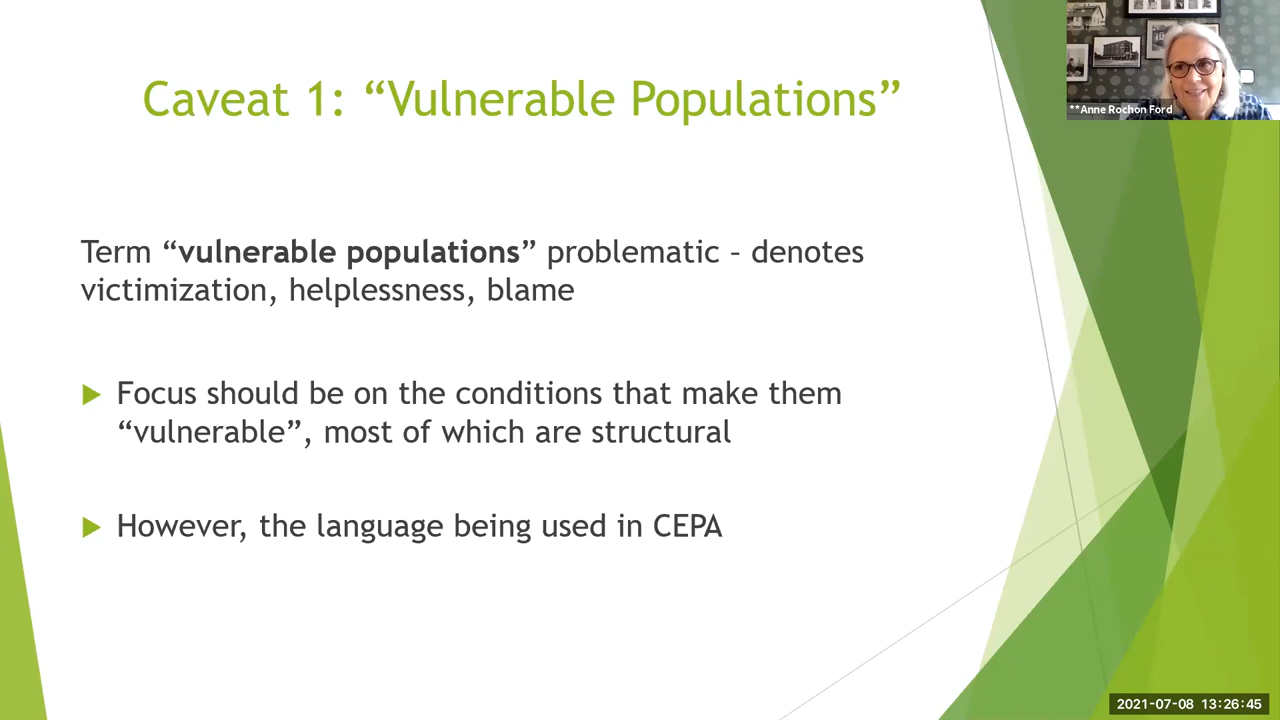 Caveat 1: “Vulnerable Populations”
**Anne Rochon Ford
Term “vulnerable populations” problematic – denotes
victimization, helplessness, blame
Focus should be on the conditions that make them
“vulnerable”, most of which are structural
However, the language being used in CEPA
2021-07-08 13:26:45